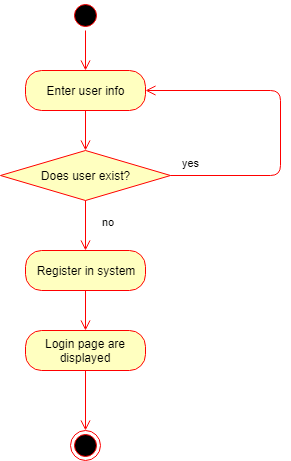 Enter user info
Does user exist?
yes
no
Register in system
Login page are
displayed